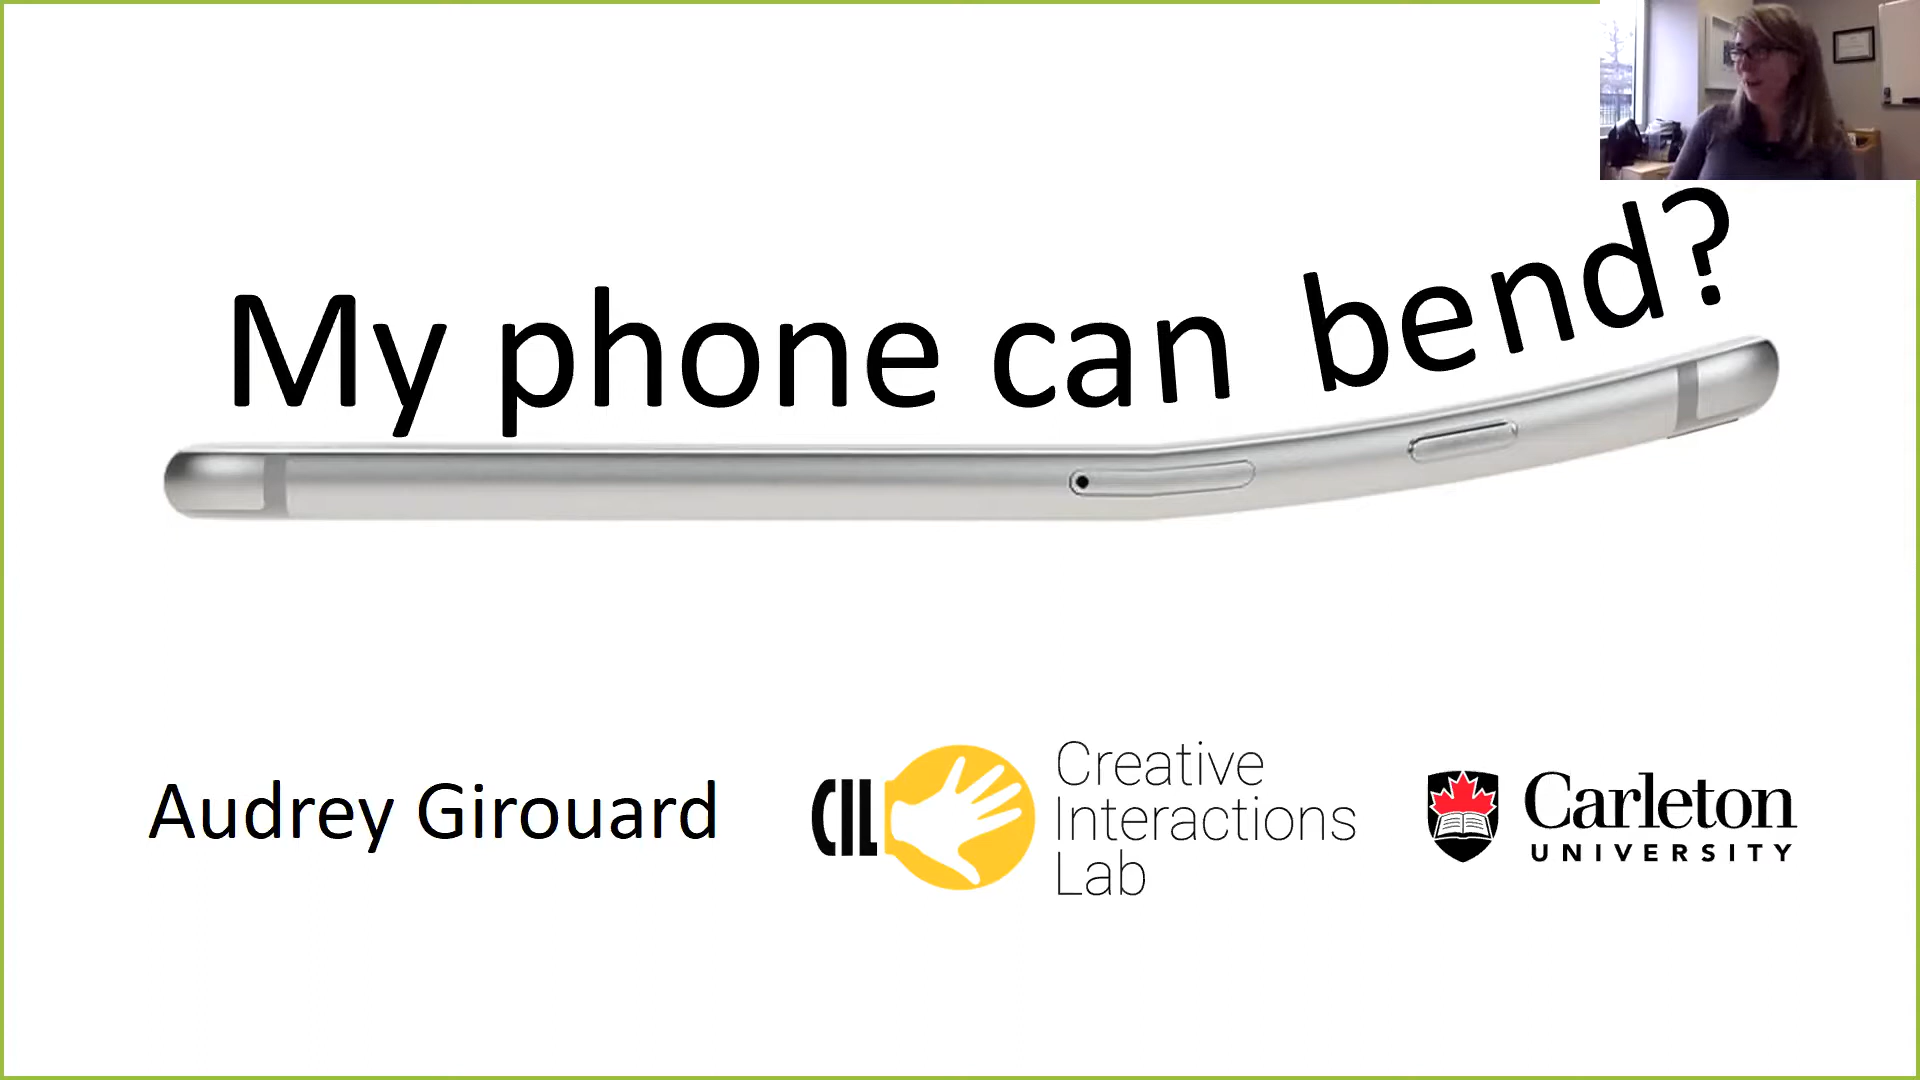 My phone can bend?
Audrey Girouard
CIL
Creative
Interactions
Lab
Carleton
UNIVERSITY